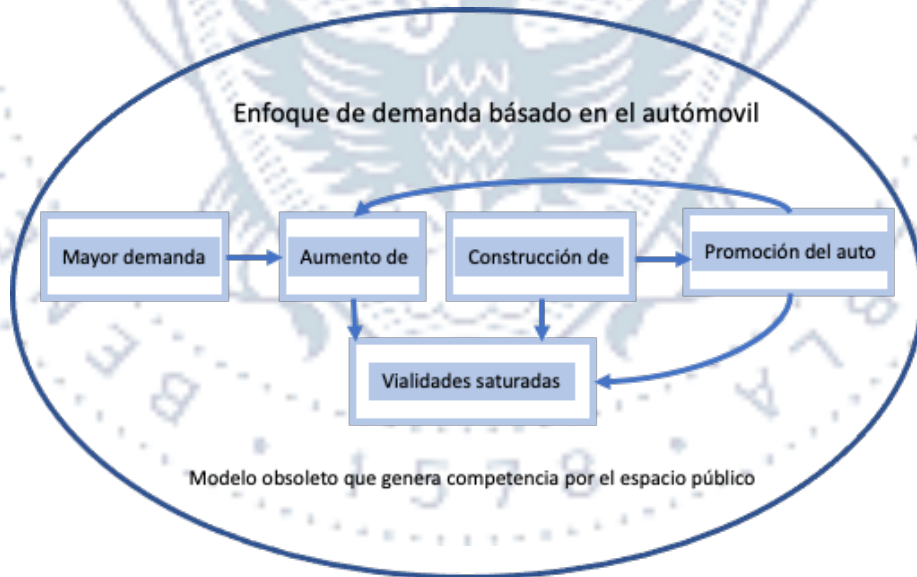 Enfoque de demanda básado en el autómovil
Mayor demanda
Aumento de
Construcción de
Promoción del auto
Vialidades saturadas
Modelo obsoleto que genera competencia por el espacio público
1578